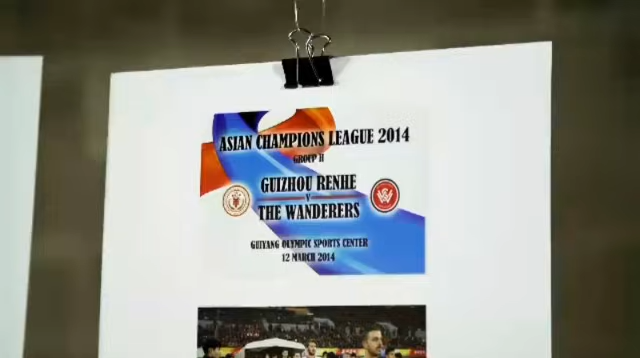 ASIAN CHAMPIONS LEAGUE 2014
GROUP H
GUIZHOU RENHE
V
THE WANDERERS
GUIYANG OLYMPIC SPORTS CENTER
12 MARCH 2014